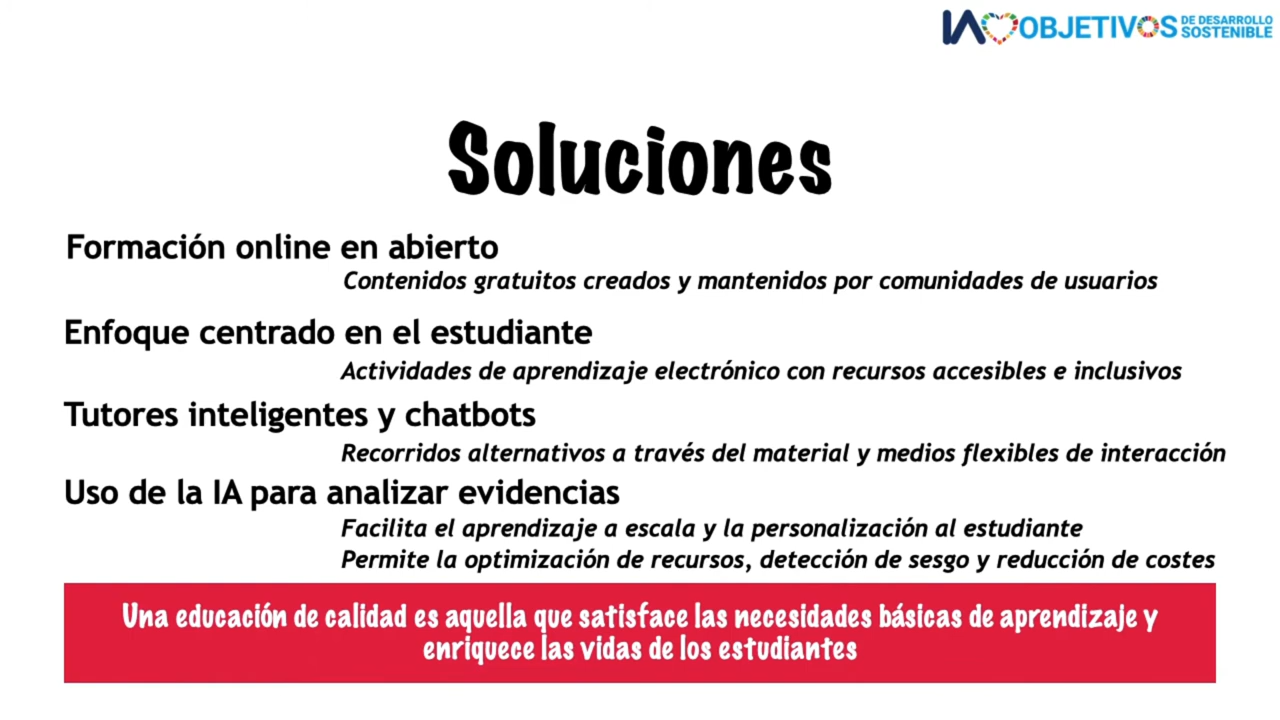 IA OBJETIVOS DE DESARROLLO
SOSTENIBLE
Soluciones
Formación online en abierto
Contenidos gratuitos creados y mantenidos por comunidades de usuarios
Enfoque centrado en el estudiante
Actividades de aprendizaje electrónico con recursos accesibles e inclusivos
Tutores inteligentes y chatbots
Recorridos alternativos a través del material y medios flexibles de interacción
Uso de la IA para analizar evidencias
Facilita el aprendizaje a escala y la personalización al estudiante
Permite la optimización de recursos, detección de sesgo y reducción de costes
Una educación de calidad es aquella que satisface las necesidades básicas de aprendizaje y
enriquece las vidas de los estudiantes